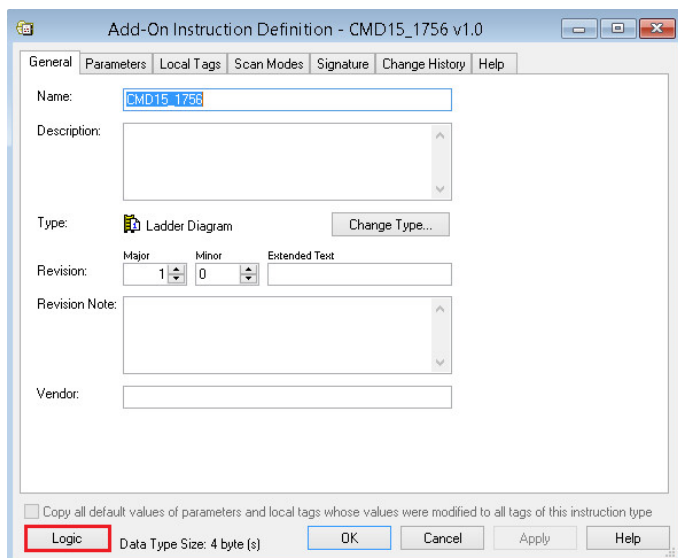 Add-On Instruction Definition - CMD15_1756 v1.0
General Parameters Local Tags Scan Modes Signature Change History Help
Name: CMD15_1756
Description:
Type: Ladder Diagram Change Type...
Major Minor Extended Text
Revision: 1 0
Revision Note:
Vendor:
Copy all default values of parameters and local tags whose values were modified to all tags of this instruction type
Logic Data Type Size: 4 byte (s) OK Cancel Apply Help